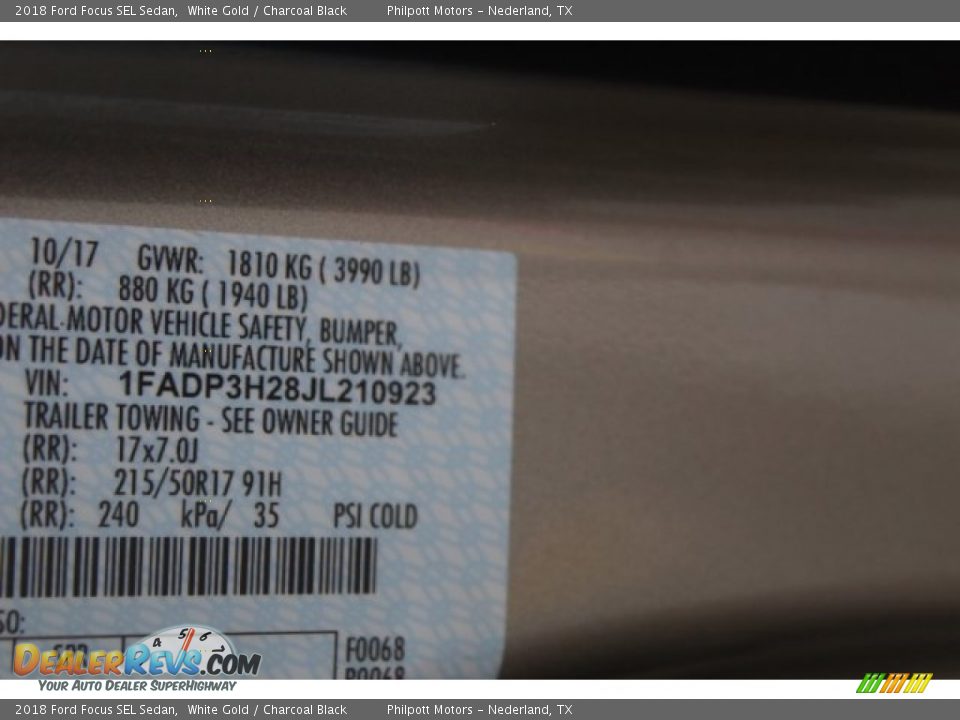 2018 Ford Focus SEL Sedan, White Gold / Charcoal Black Philpott Motors - Nederland, TX
10/17 GVWR: 1810 KG ( 3990 LB)
(RR): 880 KG ( 1940 LB)
DERAL MOTOR VEHICLE SAFETY, BUMPER,
ON THE DATE OF MANUFACTURE SHOWN ABOVE.
VIN: 1FADP3H28JL210923
TRAILER TOWING - SEE OWNER GUIDE
(RR): 17x7.0J
(RR): 215/50R17 91H
(RR): 240 kPa/ 35 PSI COLD
SO:
F0068
4 5 6
DealerRevs.com
Your Auto Dealer SuperHighway
2018 Ford Focus SEL Sedan, White Gold / Charcoal Black Philpott Motors - Nederland, TX